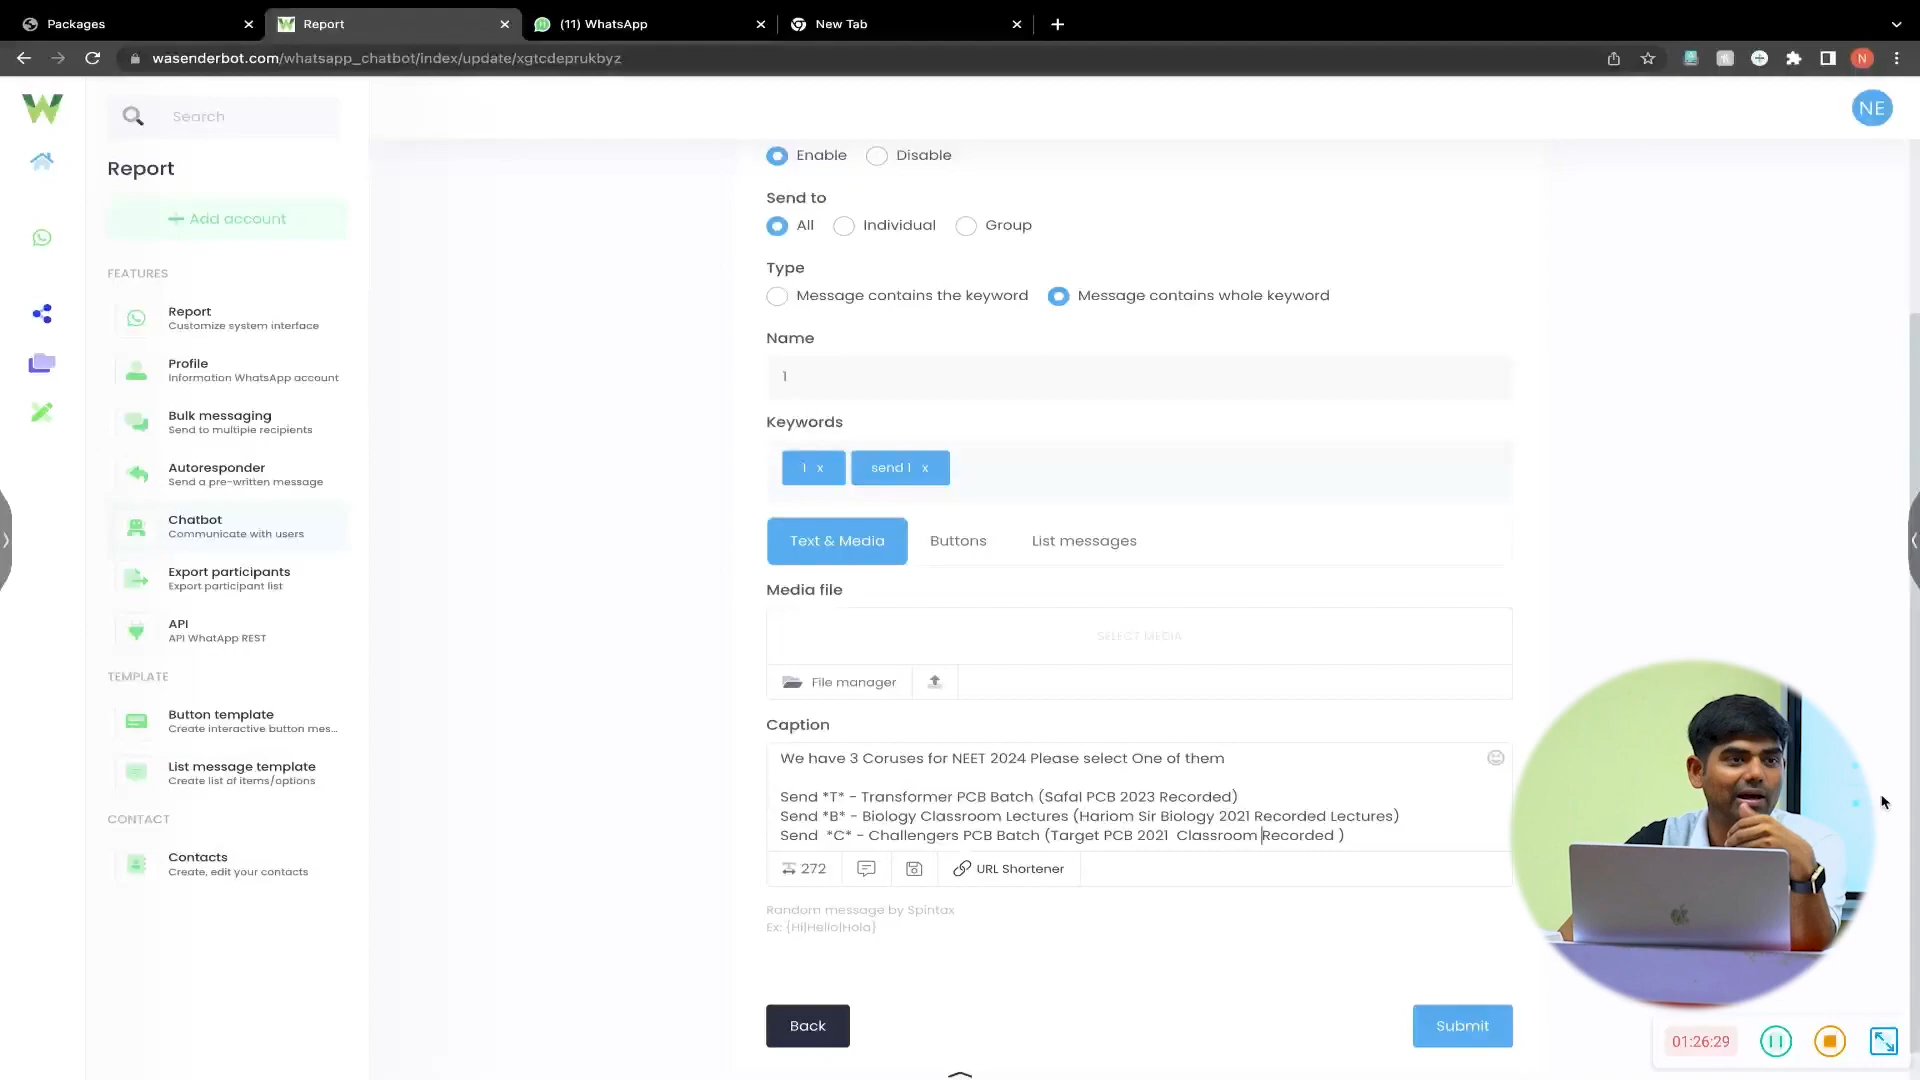 Packages
Report
(11) WhatsApp
New Tab
wasenderbot.com/whatsapp_chatbot/index/update/xgtcdeprukbyz
N
Search
NE
Report
Add account
FEATURES
Report
Customize system interface
Profile
Information WhatsApp account
Bulk messaging
Send to multiple recipients
Autoresponder
Send a pre-written message
Chatbot
Communicate with users
Export participants
Export participant list
API
API WhatApp REST
TEMPLATE
Button template
Create interactive button mes...
List message template
Create list of items/options
CONTACT
Contacts
Create, edit your contacts
Enable Disable
Send to
All Individual Group
Type
Message contains the keyword Message contains whole keyword
Name
1
Keywords
1 x send 1 x
Text & Media Buttons List messages
Media file
SELECT MEDIA
File manager
Caption
We have 3 Coruses for NEET 2024 Please select One of them
Send *T* - Transformer PCB Batch (Safal PCB 2023 Recorded)
Send *B* - Biology Classroom Lectures (Hariom Sir Biology 2021 Recorded Lectures)
Send  *C* - Challengers PCB Batch (Target PCB 2021  Classroom Recorded )
272 URL Shortener
Random message by Spintax
Ex: {Hi|Hello|Hola}
Back Submit
01:26:29